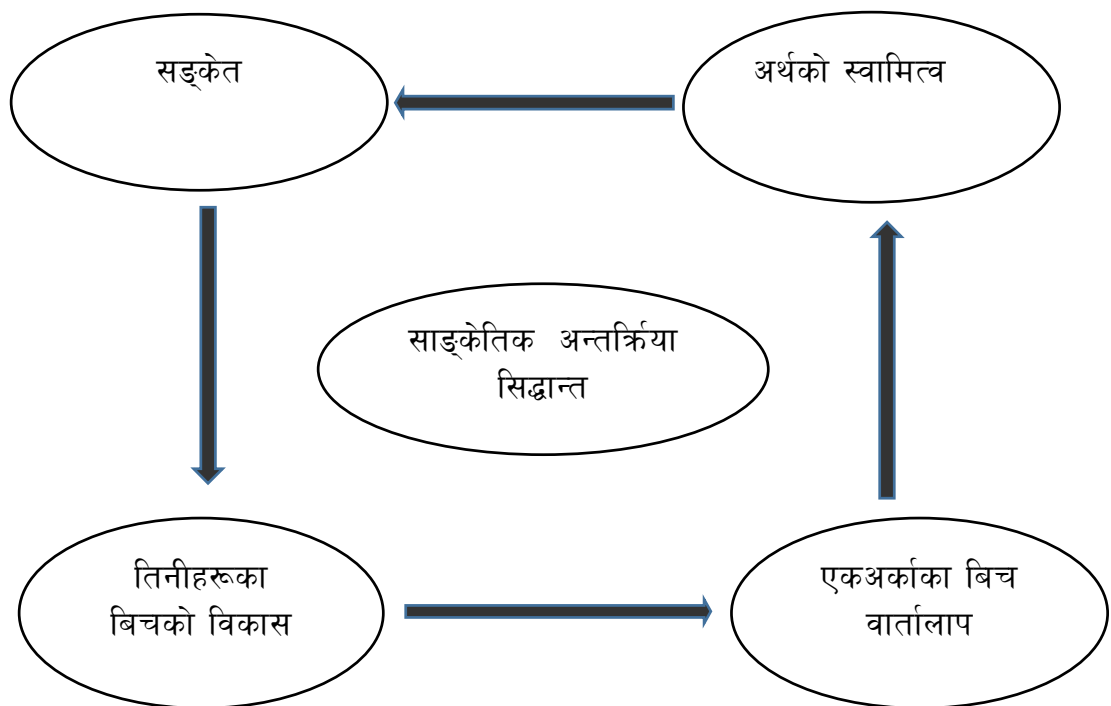 सङ्केत
अर्थको स्वामित्व
साङ्केतिक अन्तर्क्रिया
सिद्धान्त
तिनीहरूका
बिचको विकास
एकअर्काका बिच
वार्तालाप